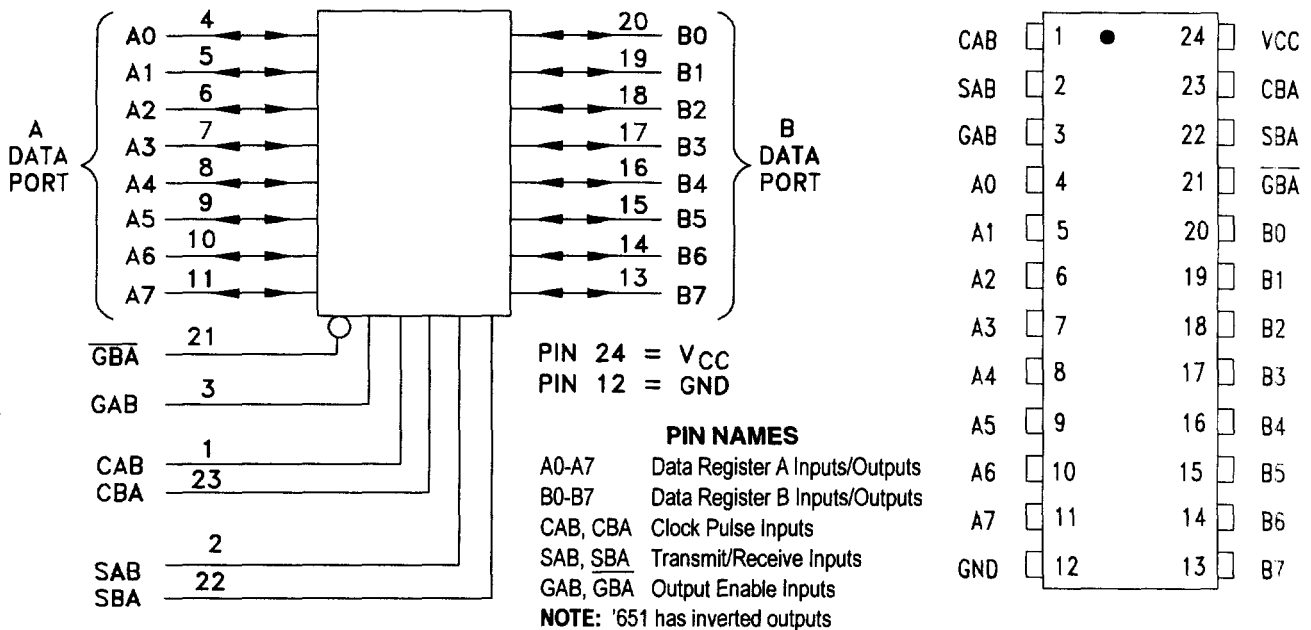 A
DATA
PORT
A0 4
A1 5
A2 6
A3 7
A4 8
A5 9
A6 10
A7 11
20 B0
19 B1
18 B2
17 B3
16 B4
15 B5
14 B6
13 B7
B
DATA
PORT
GBA 21
GAB 3
CAB 1
CBA 23
SAB 2
SBA 22
PIN 24 = VCC
PIN 12 = GND
PIN NAMES
A0-A7 Data Register A Inputs/Outputs
B0-B7 Data Register B Inputs/Outputs
CAB, CBA Clock Pulse Inputs
SAB, SBA Transmit/Receive Inputs
GAB, GBA Output Enable Inputs
NOTE: '651 has inverted outputs
CAB 1 24 VCC
SAB 2 23 CBA
GAB 3 22 SBA
A0 4 21 GBA
A1 5 20 B0
A2 6 19 B1
A3 7 18 B2
A4 8 17 B3
A5 9 16 B4
A6 10 15 B5
A7 11 14 B6
GND 12 13 B7